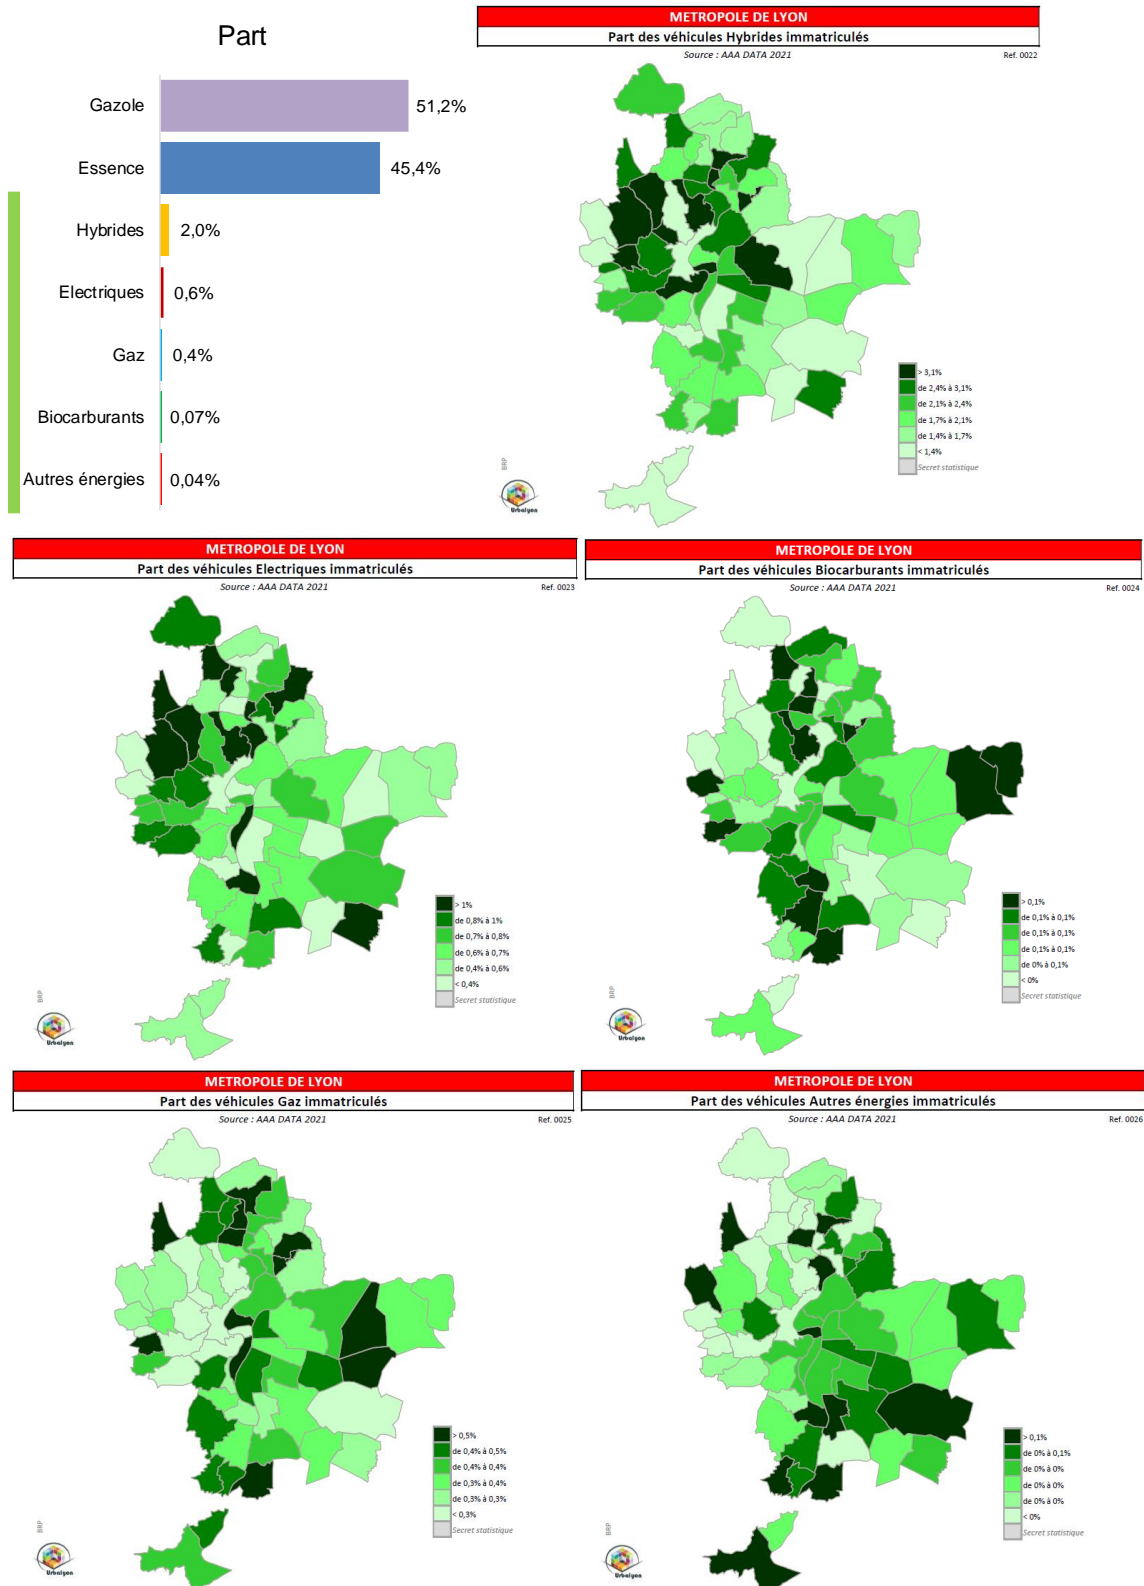 Part
Gazole 51,2%
Essence 45,4%
Hybrides 2,0%
Electriques 0,6%
Gaz 0,4%
Biocarburants 0,07%
Autres énergies 0,04%
METROPOLE DE LYON
Part des véhicules Hybrides immatriculés
Source : AAA DATA 2021 Ref. 0022
> 3,1%
de 2,4% à 3,1%
de 2,1% à 2,4%
de 1,7% à 2,1%
de 1,4% à 1,7%
< 1,4%
Secret statistique
BRP
Urbalyon
METROPOLE DE LYON
Part des véhicules Electriques immatriculés
Source : AAA DATA 2021 Ref. 0023
> 1%
de 0,8% à 1%
de 0,7% à 0,8%
de 0,6% à 0,7%
de 0,4% à 0,6%
< 0,4%
Secret statistique
BRP
Urbalyon
METROPOLE DE LYON
Part des véhicules Biocarburants immatriculés
Source : AAA DATA 2021 Ref. 0024
> 0,1%
de 0,1% à 0,1%
de 0,1% à 0,1%
de 0,1% à 0,1%
de 0% à 0,1%
< 0%
Secret statistique
BRP
Urbalyon
METROPOLE DE LYON
Part des véhicules Gaz immatriculés
Source : AAA DATA 2021 Ref. 0025
> 0,5%
de 0,4% à 0,5%
de 0,4% à 0,4%
de 0,3% à 0,4%
de 0,3% à 0,3%
< 0,3%
Secret statistique
BRP
Urbalyon
METROPOLE DE LYON
Part des véhicules Autres énergies immatriculés
Source : AAA DATA 2021 Ref. 0026
> 0,1%
de 0% à 0,1%
de 0% à 0%
de 0% à 0%
de 0% à 0%
< 0%
Secret statistique
BRP
Urbalyon